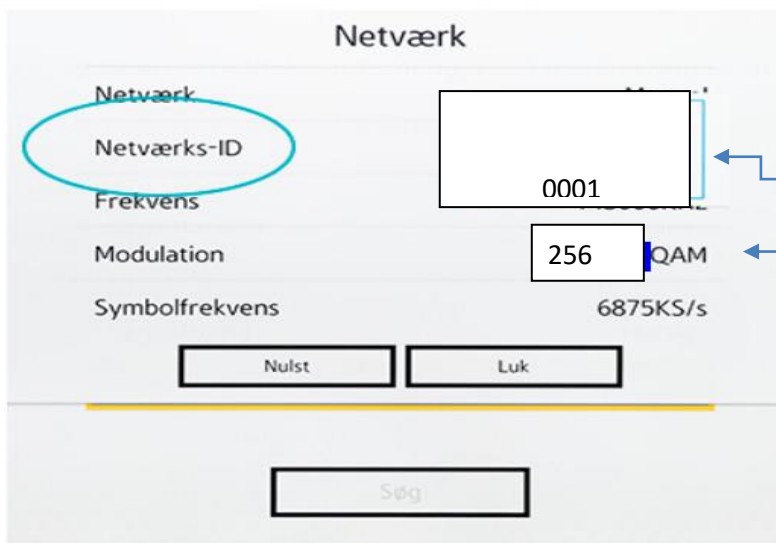 Netværk
Netværk
Netværks-ID
0001
Frekvens
Modulation 256 QAM
Symbolfrekvens 6875KS/s
Nulst Luk
Søg